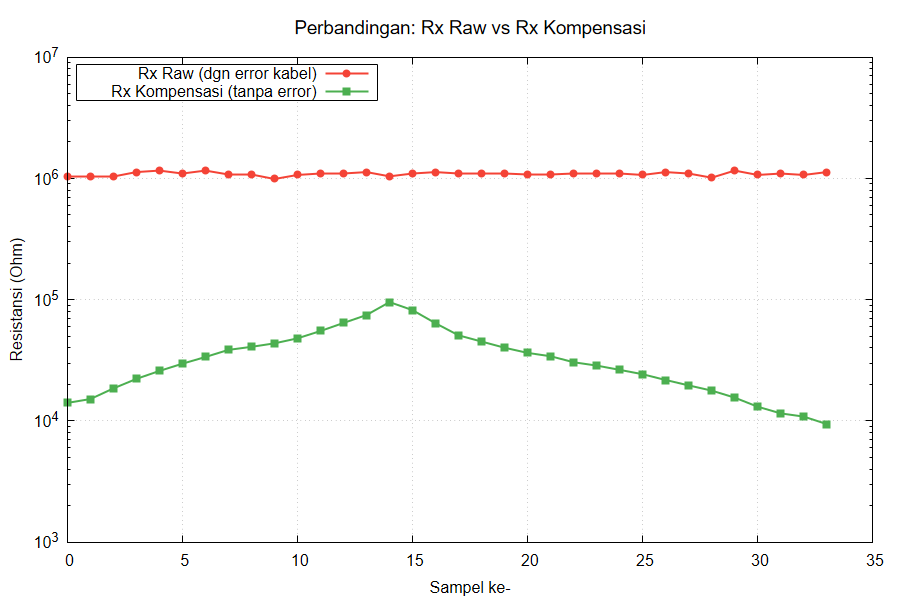 Perbandingan: Rx Raw vs Rx Kompensasi
Rx Raw (dgn error kabel)
Rx Kompensasi (tanpa error)
10^7
10^6
10^5
10^4
10^3
Resistansi (Ohm)
0 5 10 15 20 25 30 35
Sampel ke-